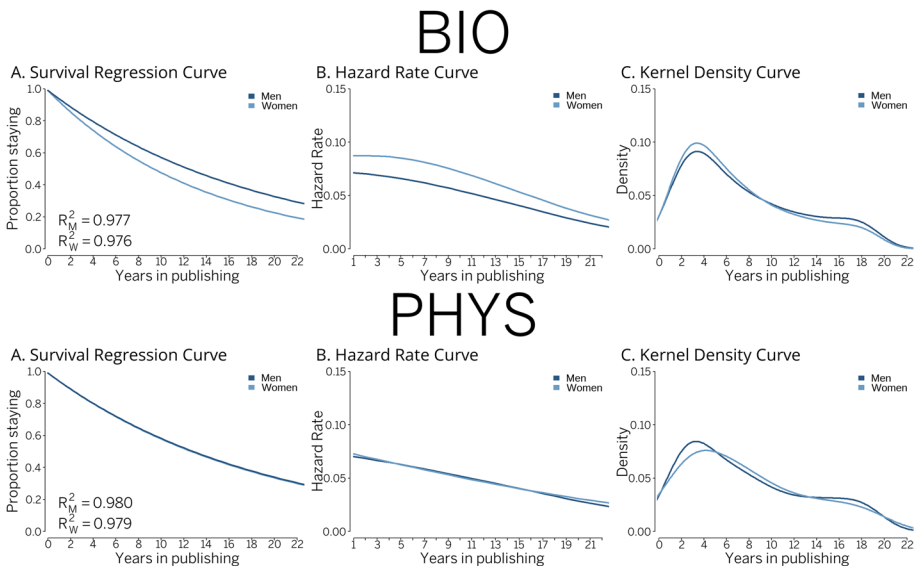 BIO
A. Survival Regression Curve
Proportion staying
1.0
0.8
0.6
0.4
0.2
0.0
Men
Women
R²M = 0.977
R²W = 0.976
0 2 4 6 8 10 12 14 16 18 20 22
Years in publishing
B. Hazard Rate Curve
Hazard Rate
0.15
0.10
0.05
0.00
Men
Women
1 3 5 7 9 11 13 15 17 19 21
Years in publishing
C. Kernel Density Curve
Density
0.15
0.10
0.05
0.00
Men
Women
0 2 4 6 8 10 12 14 16 18 20 22
Years in publishing
PHYS
A. Survival Regression Curve
Proportion staying
1.0
0.8
0.6
0.4
0.2
0.0
Men
Women
R²M = 0.980
R²W = 0.979
0 2 4 6 8 10 12 14 16 18 20 22
Years in publishing
B. Hazard Rate Curve
Hazard Rate
0.15
0.10
0.05
0.00
Men
Women
1 3 5 7 9 11 13 15 17 19 21
Years in publishing
C. Kernel Density Curve
Density
0.15
0.10
0.05
0.00
Men
Women
0 2 4 6 8 10 12 14 16 18 20 22
Years in publishing